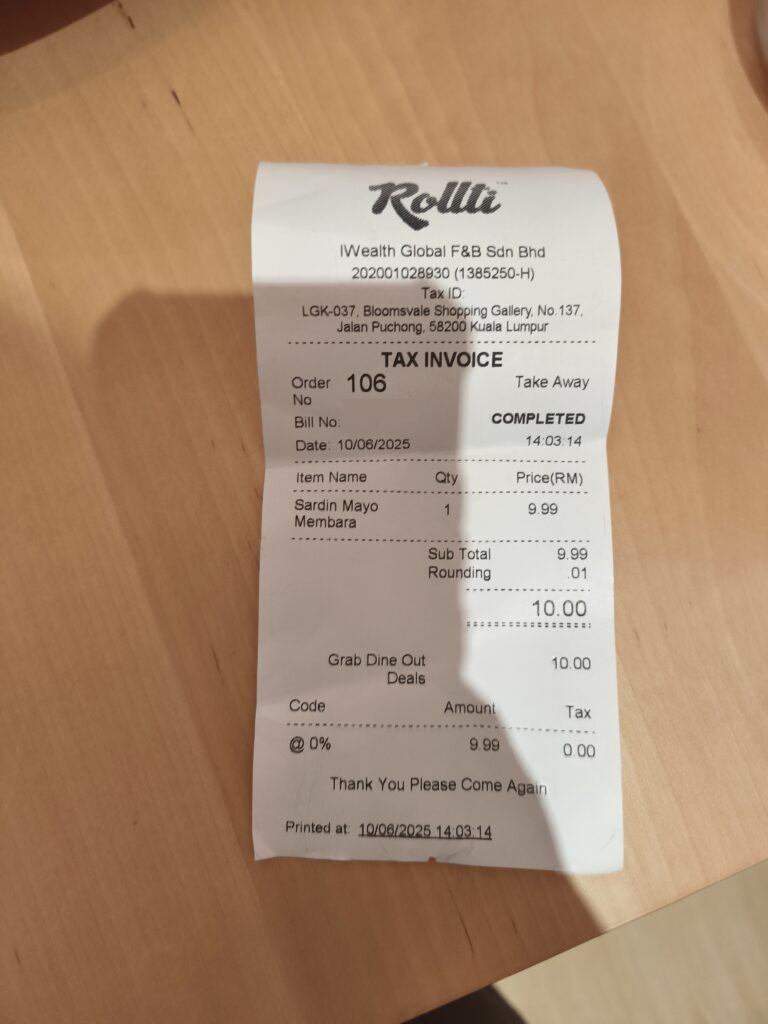 Rollti™
IWealth Global F&B Sdn Bhd
202001028930 (1385250-H)
Tax ID:
LGK-037, Bloomsvale Shopping Gallery, No.137,
Jalan Puchong, 58200 Kuala Lumpur
TAX INVOICE
Order No 106 Take Away
Bill No: COMPLETED
Date: 10/06/2025 14:03:14
Item Name Qty Price(RM)
Sardin Mayo Membara 1 9.99
Sub Total 9.99
Rounding .01
10.00
Grab Dine Out Deals 10.00
Code Amount Tax
@ 0% 9.99 0.00
Thank You Please Come Again
Printed at: 10/06/2025 14:03:14